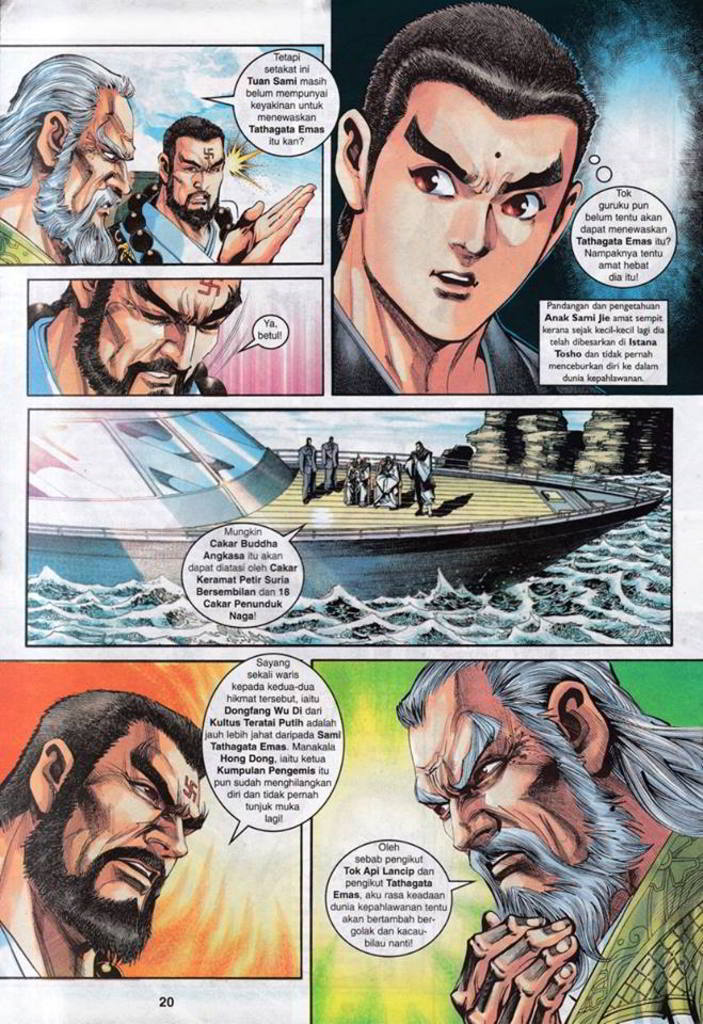 Tetapi
setakat ini
Tuan Sami masih
belum mempunyai
keyakinan untuk
menewaskan
Tathagata Emas
itu kan?
Tok
guruku pun
belum tentu akan
dapat menewaskan
Tathagata Emas itu?
Nampaknya tentu
amat hebat
dia itu!
Pandangan dan pengetahuan
Anak Sami Jie amat sempit
kerana sejak kecil-kecil lagi dia
telah dibesarkan di Istana
Tosho dan tidak pernah
menceburkan diri ke dalam
dunia kepahlawanan.
Ya,
betul!
Mungkin
Cakar Buddha
Angkasa itu akan
dapat diatasi oleh Cakar
Keramat Petir Suria
Bersembilan dan 18
Cakar Penunduk
Naga!
Sayang
sekali waris
kepada kedua-dua
hikmat tersebut, iaitu
Dongfang Wu Di dari
Kultus Teratai Putih adalah
jauh lebih jahat daripada Sami
Tathagata Emas. Manakala
Hong Dong, iaitu ketua
Kumpulan Pengemis itu
pun sudah menghilangkan
diri dan tidak pernah
tunjuk muka
lagi!
Oleh
sebab pengikut
Tok Api Lancip dan
pengikut Tathagata
Emas, aku rasa keadaan
dunia kepahlawanan tentu
akan bertambah ber-
golak dan kacau-
bilau nanti!
20